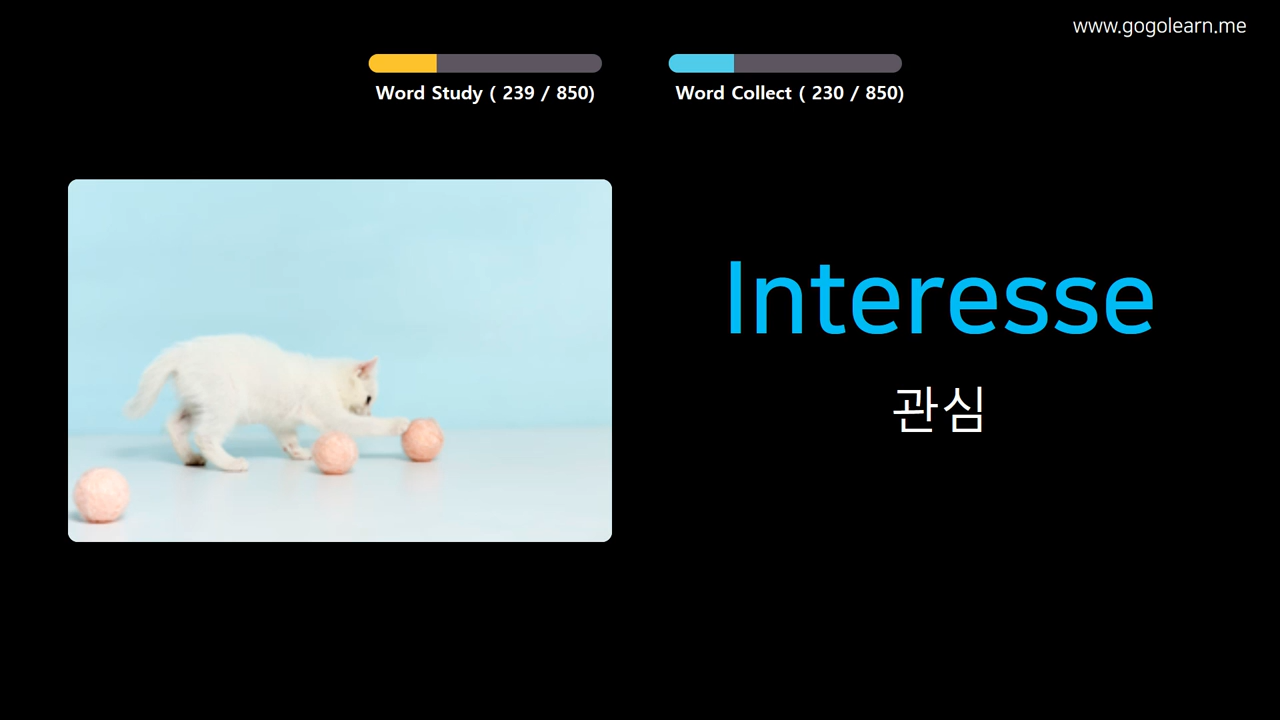 www.gogolearn.me
Word Study ( 239 / 850)
Word Collect ( 230 / 850)
Interesse
관심